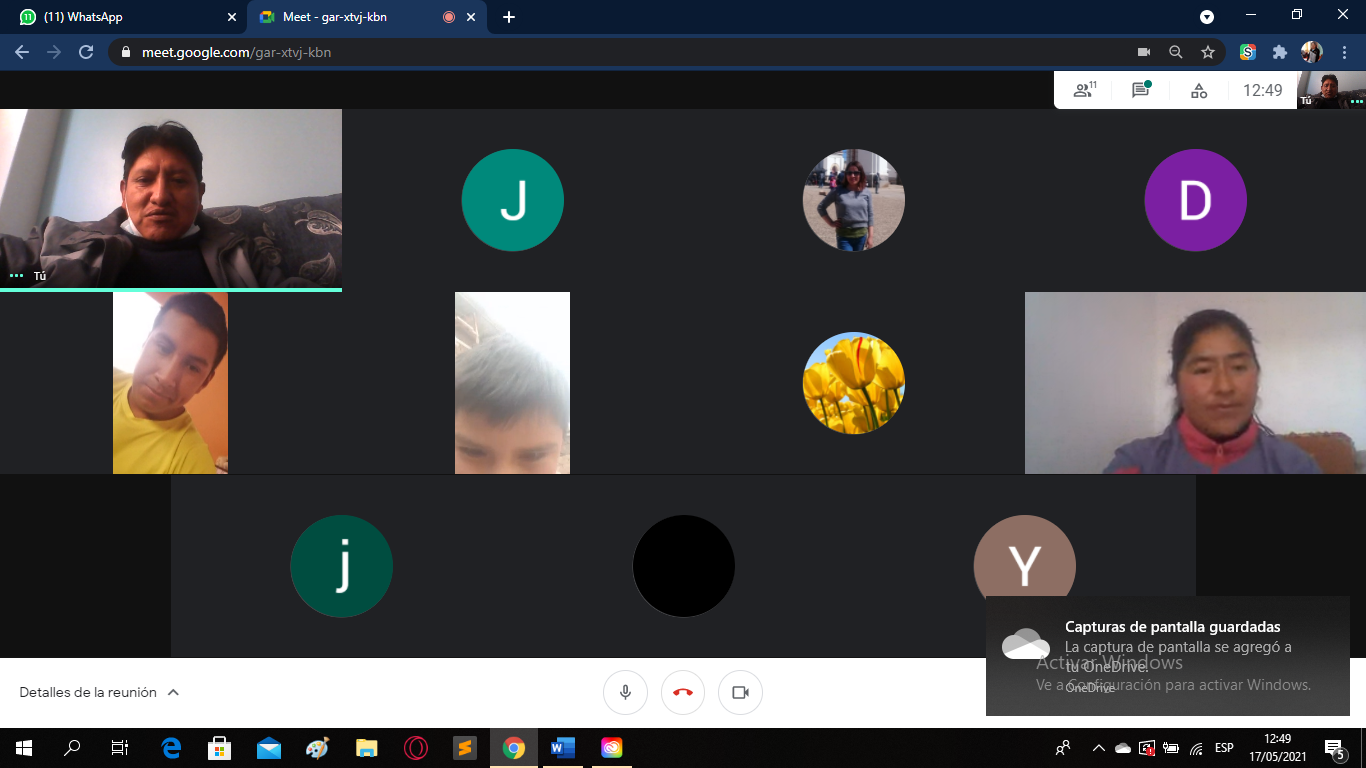 (11) WhatsApp
Meet - gar-xtvj-kbn
meet.google.com/gar-xtvj-kbn
11
12:49
Tú
J
D
Tú
j
Y
Capturas de pantalla guardadas
La captura de pantalla se agregó a
tu OneDrive.
OneDrive
Activar Windows
Ve a Configuración para activar Windows.
Detalles de la reunión
ESP
12:49
17/05/2021
5